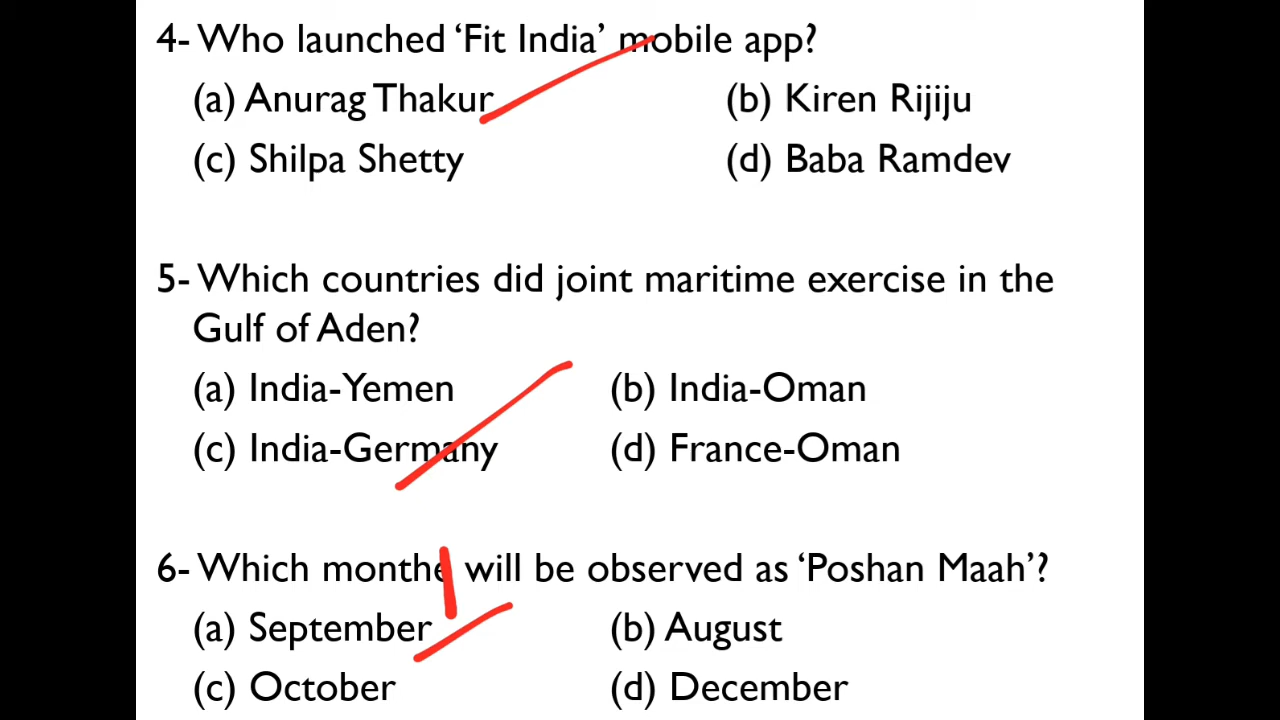 4- Who launched ‘Fit India’ mobile app?
(a) Anurag Thakur (b) Kiren Rijiju
(c) Shilpa Shetty (d) Baba Ramdev
5- Which countries did joint maritime exercise in the
Gulf of Aden?
(a) India-Yemen (b) India-Oman
(c) India-Germany (d) France-Oman
6- Which monthe will be observed as ‘Poshan Maah’?
(a) September (b) August
(c) October (d) December